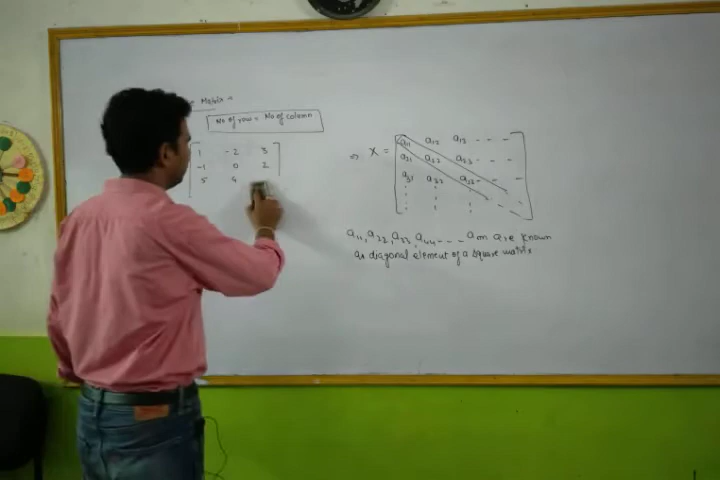 Matrix =
No of row = No of column
1 -2 3
-1 0 2
5 4
or X =
a11 a12 a13 - - -
a21 a22 a23 - - -
a31 a32 a33 - - -
a11, a22, a33, a44 - - - ann are known
as diagonal element of a square matrix